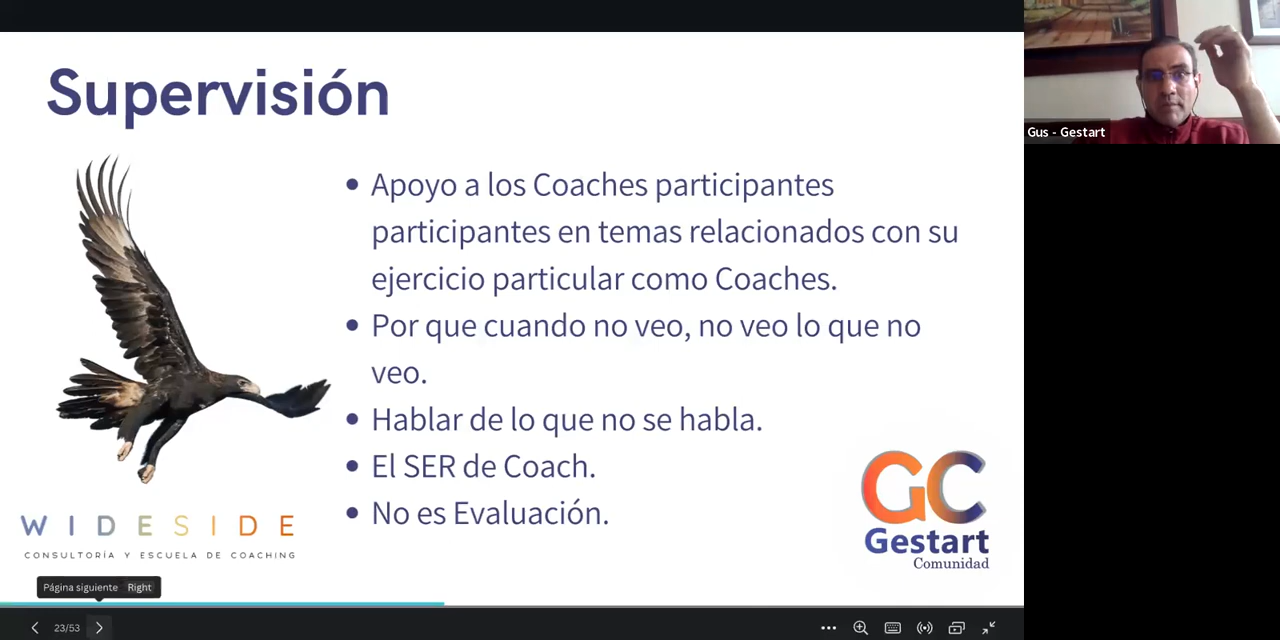 Supervisión
Apoyo a los Coaches participantes
participantes en temas relacionados con su
ejercicio particular como Coaches.
Por que cuando no veo, no veo lo que no
veo.
Hablar de lo que no se habla.
El SER de Coach.
No es Evaluación.
WIDESIDE
CONSULTORÍA Y ESCUELA DE COACHING
GC
Gestart
Comunidad
Página siguiente Right
23/53
Gus - Gestart